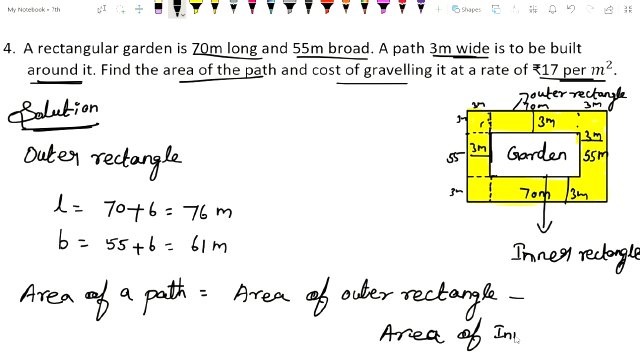 My Notebook • 7th
Shapes
4. A rectangular garden is 70m long and 55m broad. A path 3m wide is to be built
around it. Find the area of the path and cost of gravelling it at a rate of ₹17 per m².
Solution
outer rectangle
3m 70m 3m
3m 3m
3m
55 3m Garden 55m
3m 70m 3m
Inner rectangle
Outer rectangle
l = 70+6 = 76 m
b = 55+6 = 61 m
Area of a path = Area of outer rectangle –
Area of In